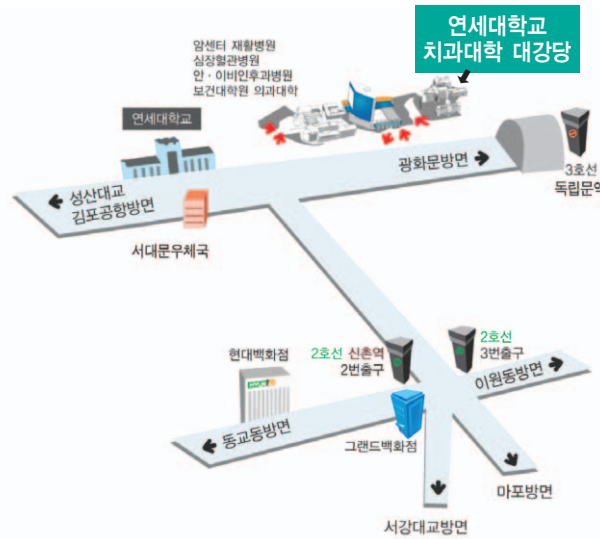 연세대학교
치과대학 대강당
암센터 재활병원
심장혈관병원
안 · 이비인후과병원
보건대학원 의과대학
연세대학교
광화문방면
3호선
독립문역
성산대교
김포공항방면
서대문우체국
현대백화점
2호선 신촌역
2번출구
2호선
3번출구
이원동방면
동교동방면
그랜드백화점
마포방면
서강대교방면